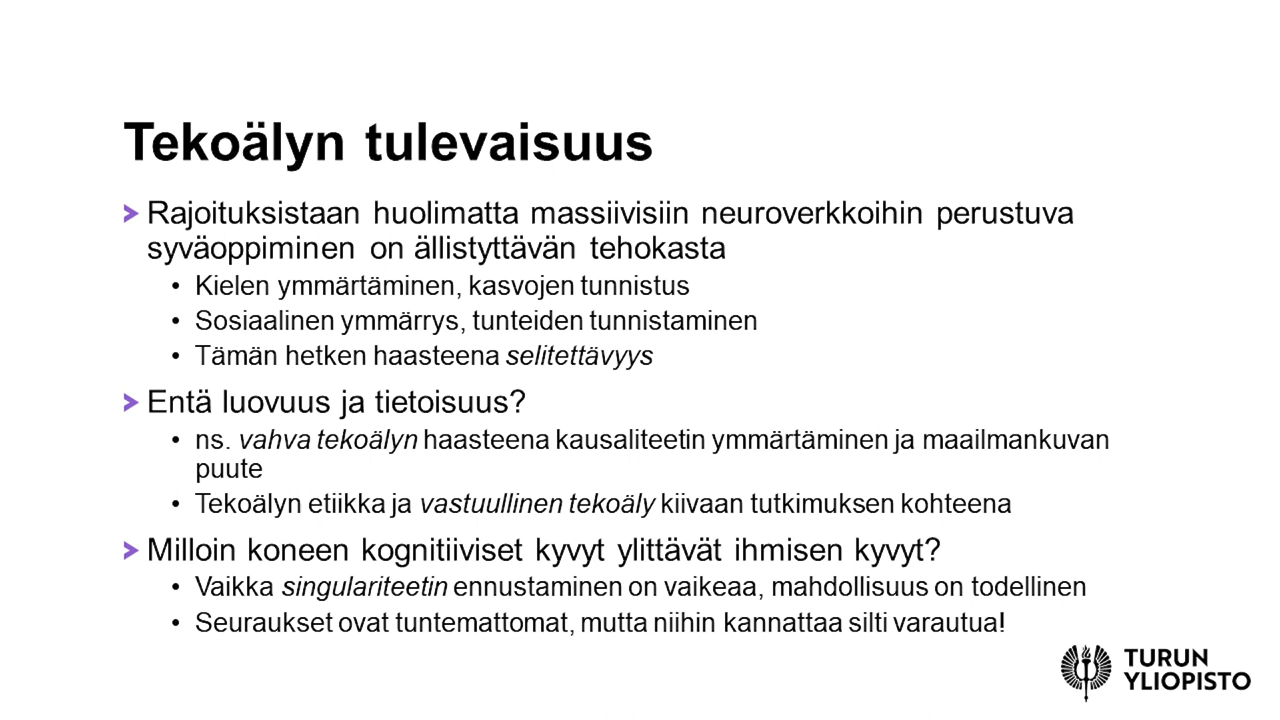 Tekoälyn tulevaisuus
> Rajoituksistaan huolimatta massiivisiin neuroverkkoihin perustuva
syväoppiminen on ällistyttävän tehokasta
• Kielen ymmärtäminen, kasvojen tunnistus
• Sosiaalinen ymmärrys, tunteiden tunnistaminen
• Tämän hetken haasteena selitettävyys
> Entä luovuus ja tietoisuus?
• ns. vahva tekoälyn haasteena kausaliteetin ymmärtäminen ja maailmankuvan
puute
• Tekoälyn etiikka ja vastuullinen tekoäly kiivaan tutkimuksen kohteena
> Milloin koneen kognitiiviset kyvyt ylittävät ihmisen kyvyt?
• Vaikka singulariteetin ennustaminen on vaikeaa, mahdollisuus on todellinen
• Seuraukset ovat tuntemattomat, mutta niihin kannattaa silti varautua!
TURUN
YLIOPISTO